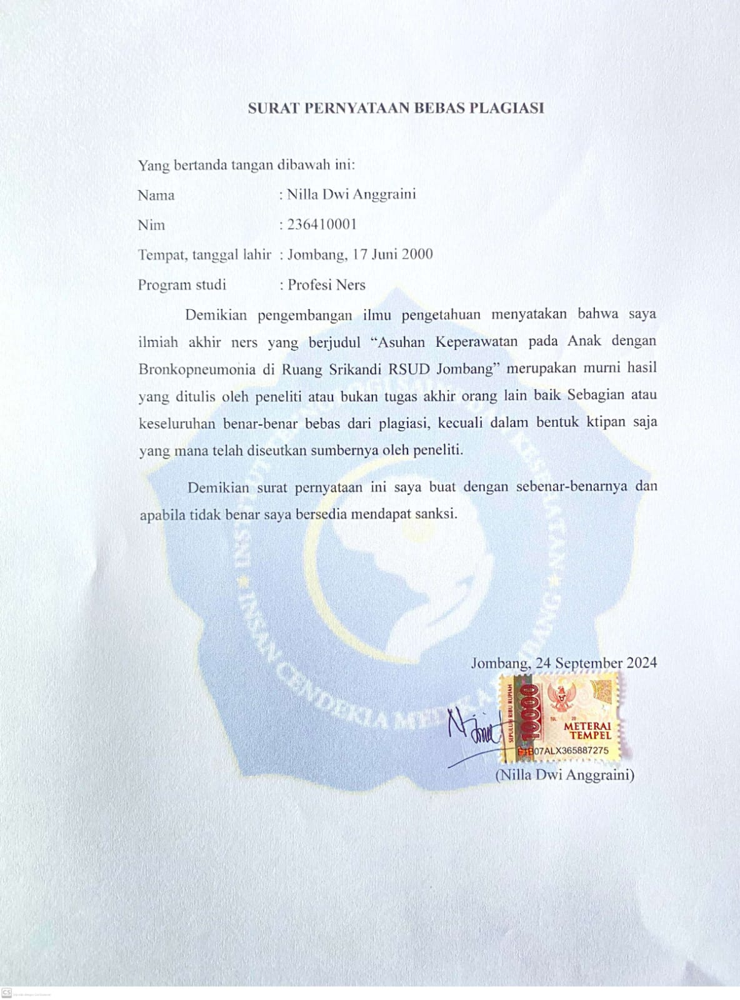 SURAT PERNYATAAN BEBAS PLAGIASI
Yang bertanda tangan dibawah ini:
Nama : Nilla Dwi Anggraini
Nim : 236410001
Tempat, tanggal lahir : Jombang, 17 Juni 2000
Program studi : Profesi Ners
Demikian pengembangan ilmu pengetahuan menyatakan bahwa saya
ilmiah akhir ners yang berjudul “Asuhan Keperawatan pada Anak dengan
Bronkopneumonia di Ruang Srikandi RSUD Jombang” merupakan murni hasil
yang ditulis oleh peneliti atau bukan tugas akhir orang lain baik Sebagian atau
keseluruhan benar-benar bebas dari plagiasi, kecuali dalam bentuk ktipan saja
yang mana telah diseutkan sumbernya oleh peneliti.
Demikian surat pernyataan ini saya buat dengan sebenar-benarnya dan
apabila tidak benar saya bersedia mendapat sanksi.
INSAN CENDEKIA MEDIKA
Jombang, 24 September 2024
SEPULUH RIBU RUPIAH
10000
TGL 20
METERAI
TEMPEL
07ALX365887275
(Nilla Dwi Anggraini)
CS